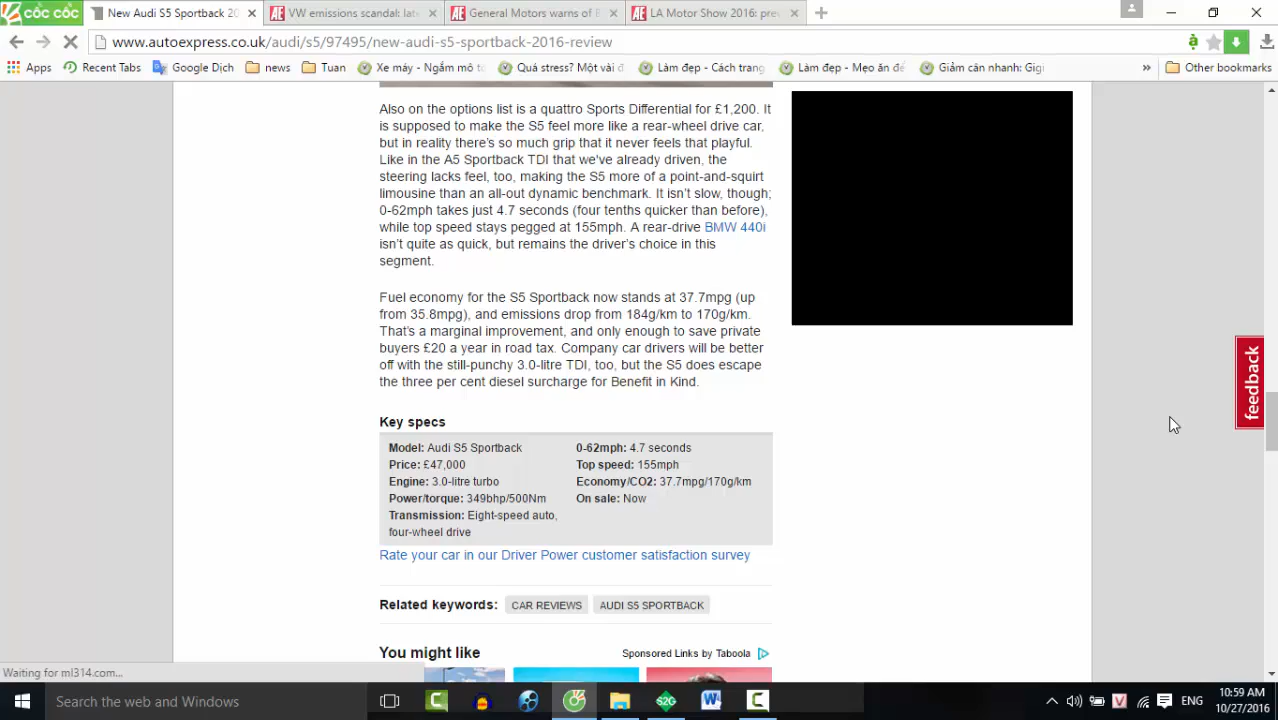 CỐC CỐC
New Audi S5 Sportback 20
VW emissions scandal: late
General Motors warns of B
LA Motor Show 2016: prev
www.autoexpress.co.uk/audi/s5/97495/new-audi-s5-sportback-2016-review
Apps
Recent Tabs
Google Dịch
news
Tuan
Xe máy - Ngắm mô tô
Quá stress? Một vài đ
Làm đẹp - Cách trang
Làm đẹp - Mẹo ăn để
Giảm cân nhanh: Gigi
Other bookmarks
Also on the options list is a quattro Sports Differential for £1,200. It
is supposed to make the S5 feel more like a rear-wheel drive car,
but in reality there's so much grip that it never feels that playful.
Like in the A5 Sportback TDI that we've already driven, the
steering lacks feel, too, making the S5 more of a point-and-squirt
limousine than an all-out dynamic benchmark. It isn't slow, though;
0-62mph takes just 4.7 seconds (four tenths quicker than before),
while top speed stays pegged at 155mph. A rear-drive BMW 440i
isn't quite as quick, but remains the driver's choice in this
segment.
Fuel economy for the S5 Sportback now stands at 37.7mpg (up
from 35.8mpg), and emissions drop from 184g/km to 170g/km.
That's a marginal improvement, and only enough to save private
buyers £20 a year in road tax. Company car drivers will be better
off with the still-punchy 3.0-litre TDI, too, but the S5 does escape
the three per cent diesel surcharge for Benefit in Kind.
Key specs
Model: Audi S5 Sportback
Price: £47,000
Engine: 3.0-litre turbo
Power/torque: 349bhp/500Nm
Transmission: Eight-speed auto,
four-wheel drive
0-62mph: 4.7 seconds
Top speed: 155mph
Economy/CO2: 37.7mpg/170g/km
On sale: Now
Rate your car in our Driver Power customer satisfaction survey
Related keywords:
CAR REVIEWS
AUDI S5 SPORTBACK
You might like
Sponsored Links by Taboola
feedback
Waiting for ml314.com...
Search the web and Windows
ENG
10:59 AM
10/27/2016